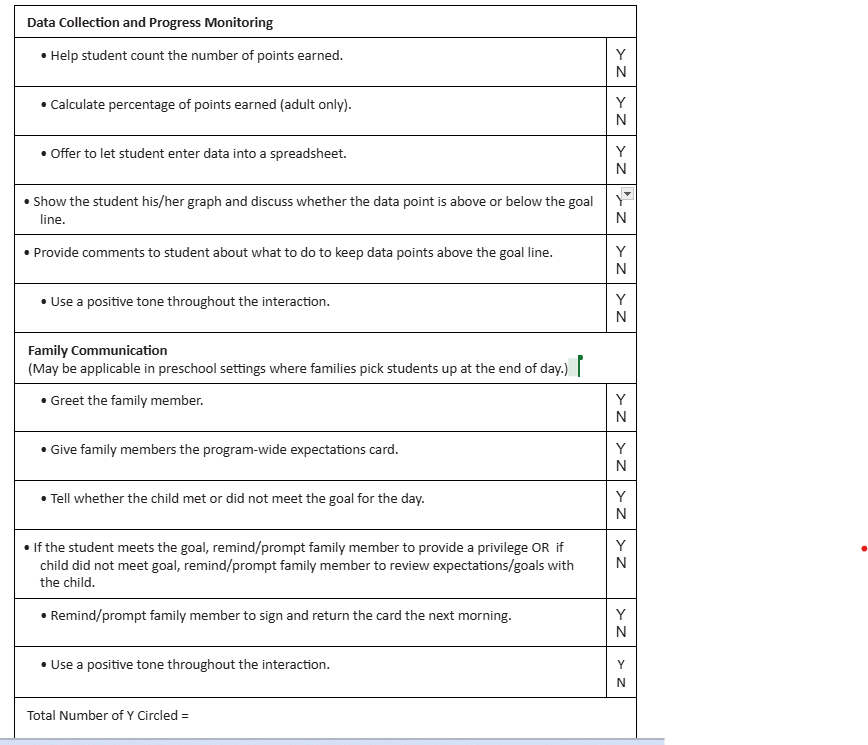 Data Collection and Progress Monitoring
• Help student count the number of points earned.
Y
N
• Calculate percentage of points earned (adult only).
Y
N
• Offer to let student enter data into a spreadsheet.
Y
N
• Show the student his/her graph and discuss whether the data point is above or below the goal
line.
Y
N
• Provide comments to student about what to do to keep data points above the goal line.
Y
N
• Use a positive tone throughout the interaction.
Y
N
Family Communication
(May be applicable in preschool settings where families pick students up at the end of day.)
• Greet the family member.
Y
N
• Give family members the program-wide expectations card.
Y
N
• Tell whether the child met or did not meet the goal for the day.
Y
N
• If the student meets the goal, remind/prompt family member to provide a privilege OR if
child did not meet goal, remind/prompt family member to review expectations/goals with
the child.
Y
N
• Remind/prompt family member to sign and return the card the next morning.
Y
N
• Use a positive tone throughout the interaction.
Y
N
Total Number of Y Circled =